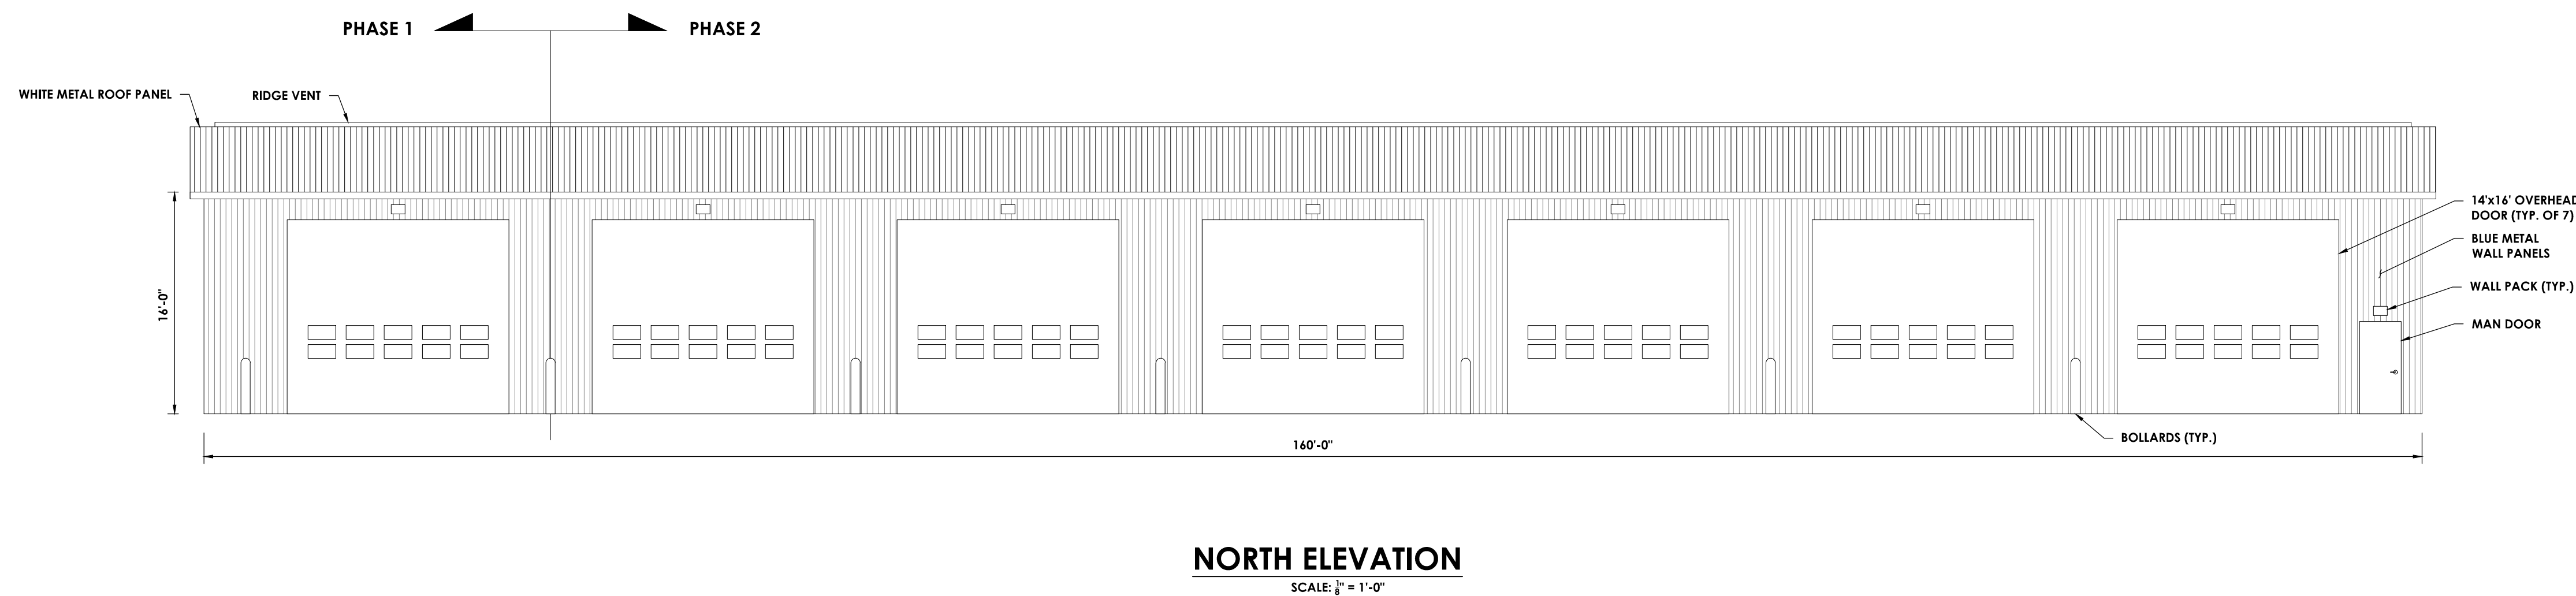 PHASE 1
PHASE 2
WHITE METAL ROOF PANEL
RIDGE VENT
14'x16' OVERHEAD
DOOR (TYP. OF 7)
BLUE METAL
WALL PANELS
WALL PACK (TYP.)
MAN DOOR
16'-0"
BOLLARDS (TYP.)
160'-0"
NORTH ELEVATION
SCALE: 1/8" = 1'-0"